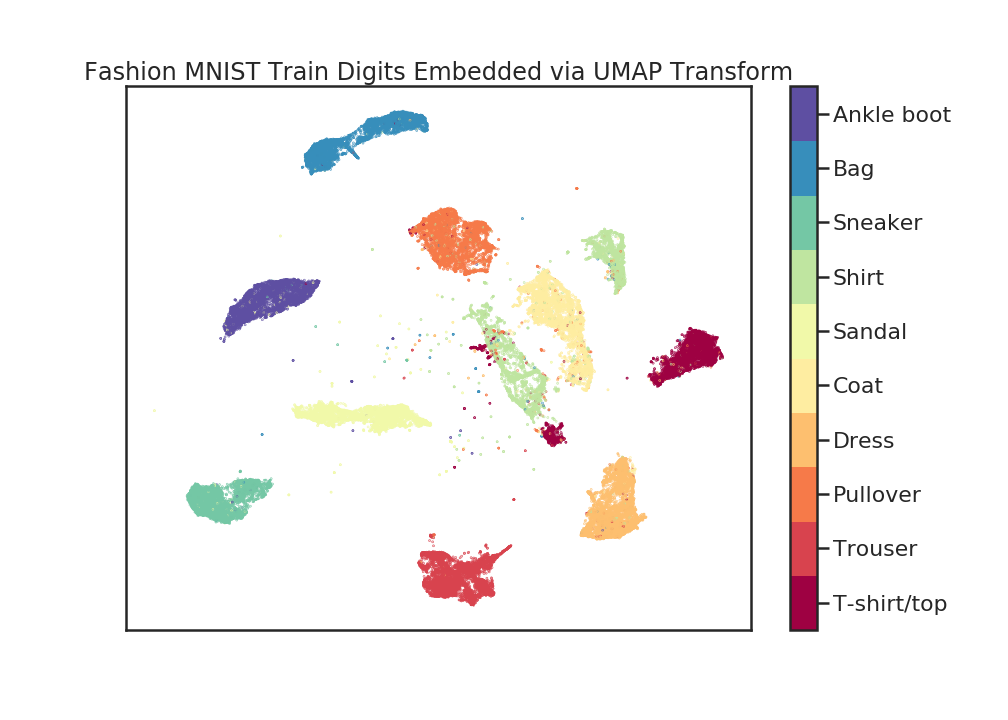 Fashion MNIST Train Digits Embedded via UMAP Transform
Ankle boot
Bag
Sneaker
Shirt
Sandal
Coat
Dress
Pullover
Trouser
T-shirt/top